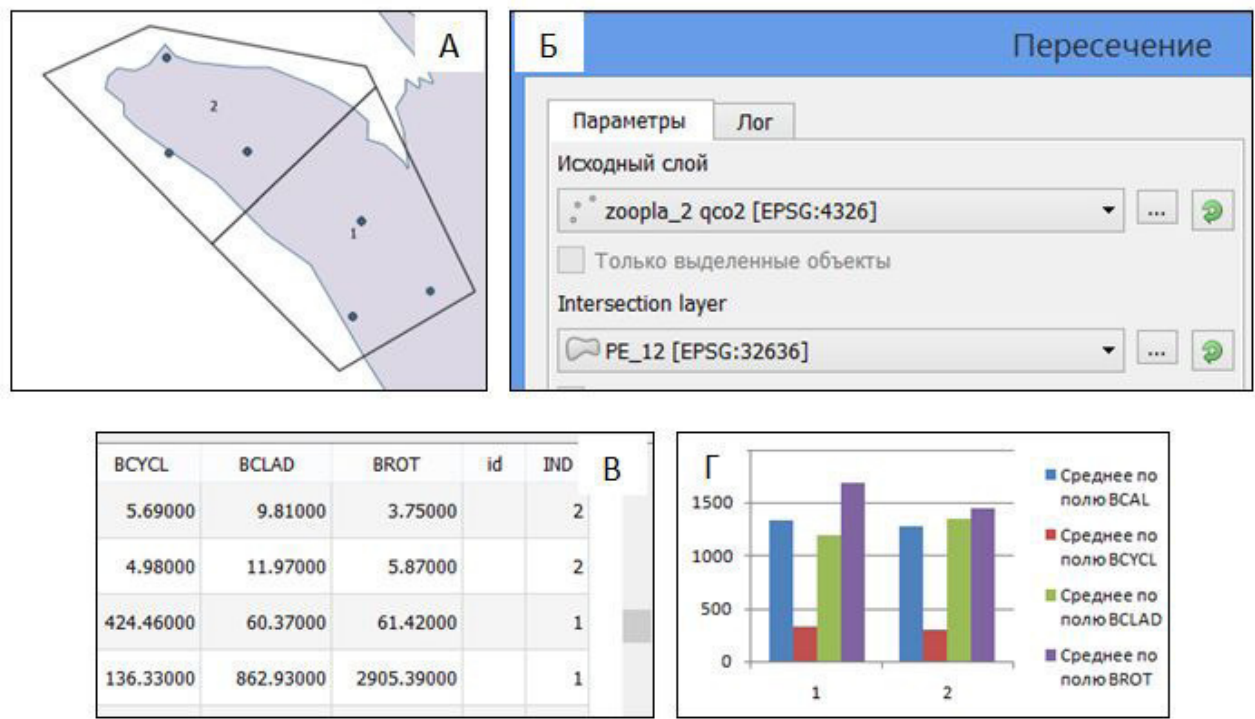 А
2
1
Б
Пересечение
Параметры Лог
Исходный слой
zoopla_2 qco2 [EPSG:4326]
...
Только выделенные объекты
Intersection layer
PE_12 [EPSG:32636]
...
В
BCYCL BCLAD BROT id IND
5.69000 9.81000 3.75000 2
4.98000 11.97000 5.87000 2
424.46000 60.37000 61.42000 1
136.33000 862.93000 2905.39000 1
Г
1500
1000
500
0
1 2
Среднее по
полю BCAL
Среднее по
полю BCYCL
Среднее по
полю BCLAD
Среднее по
полю BROT